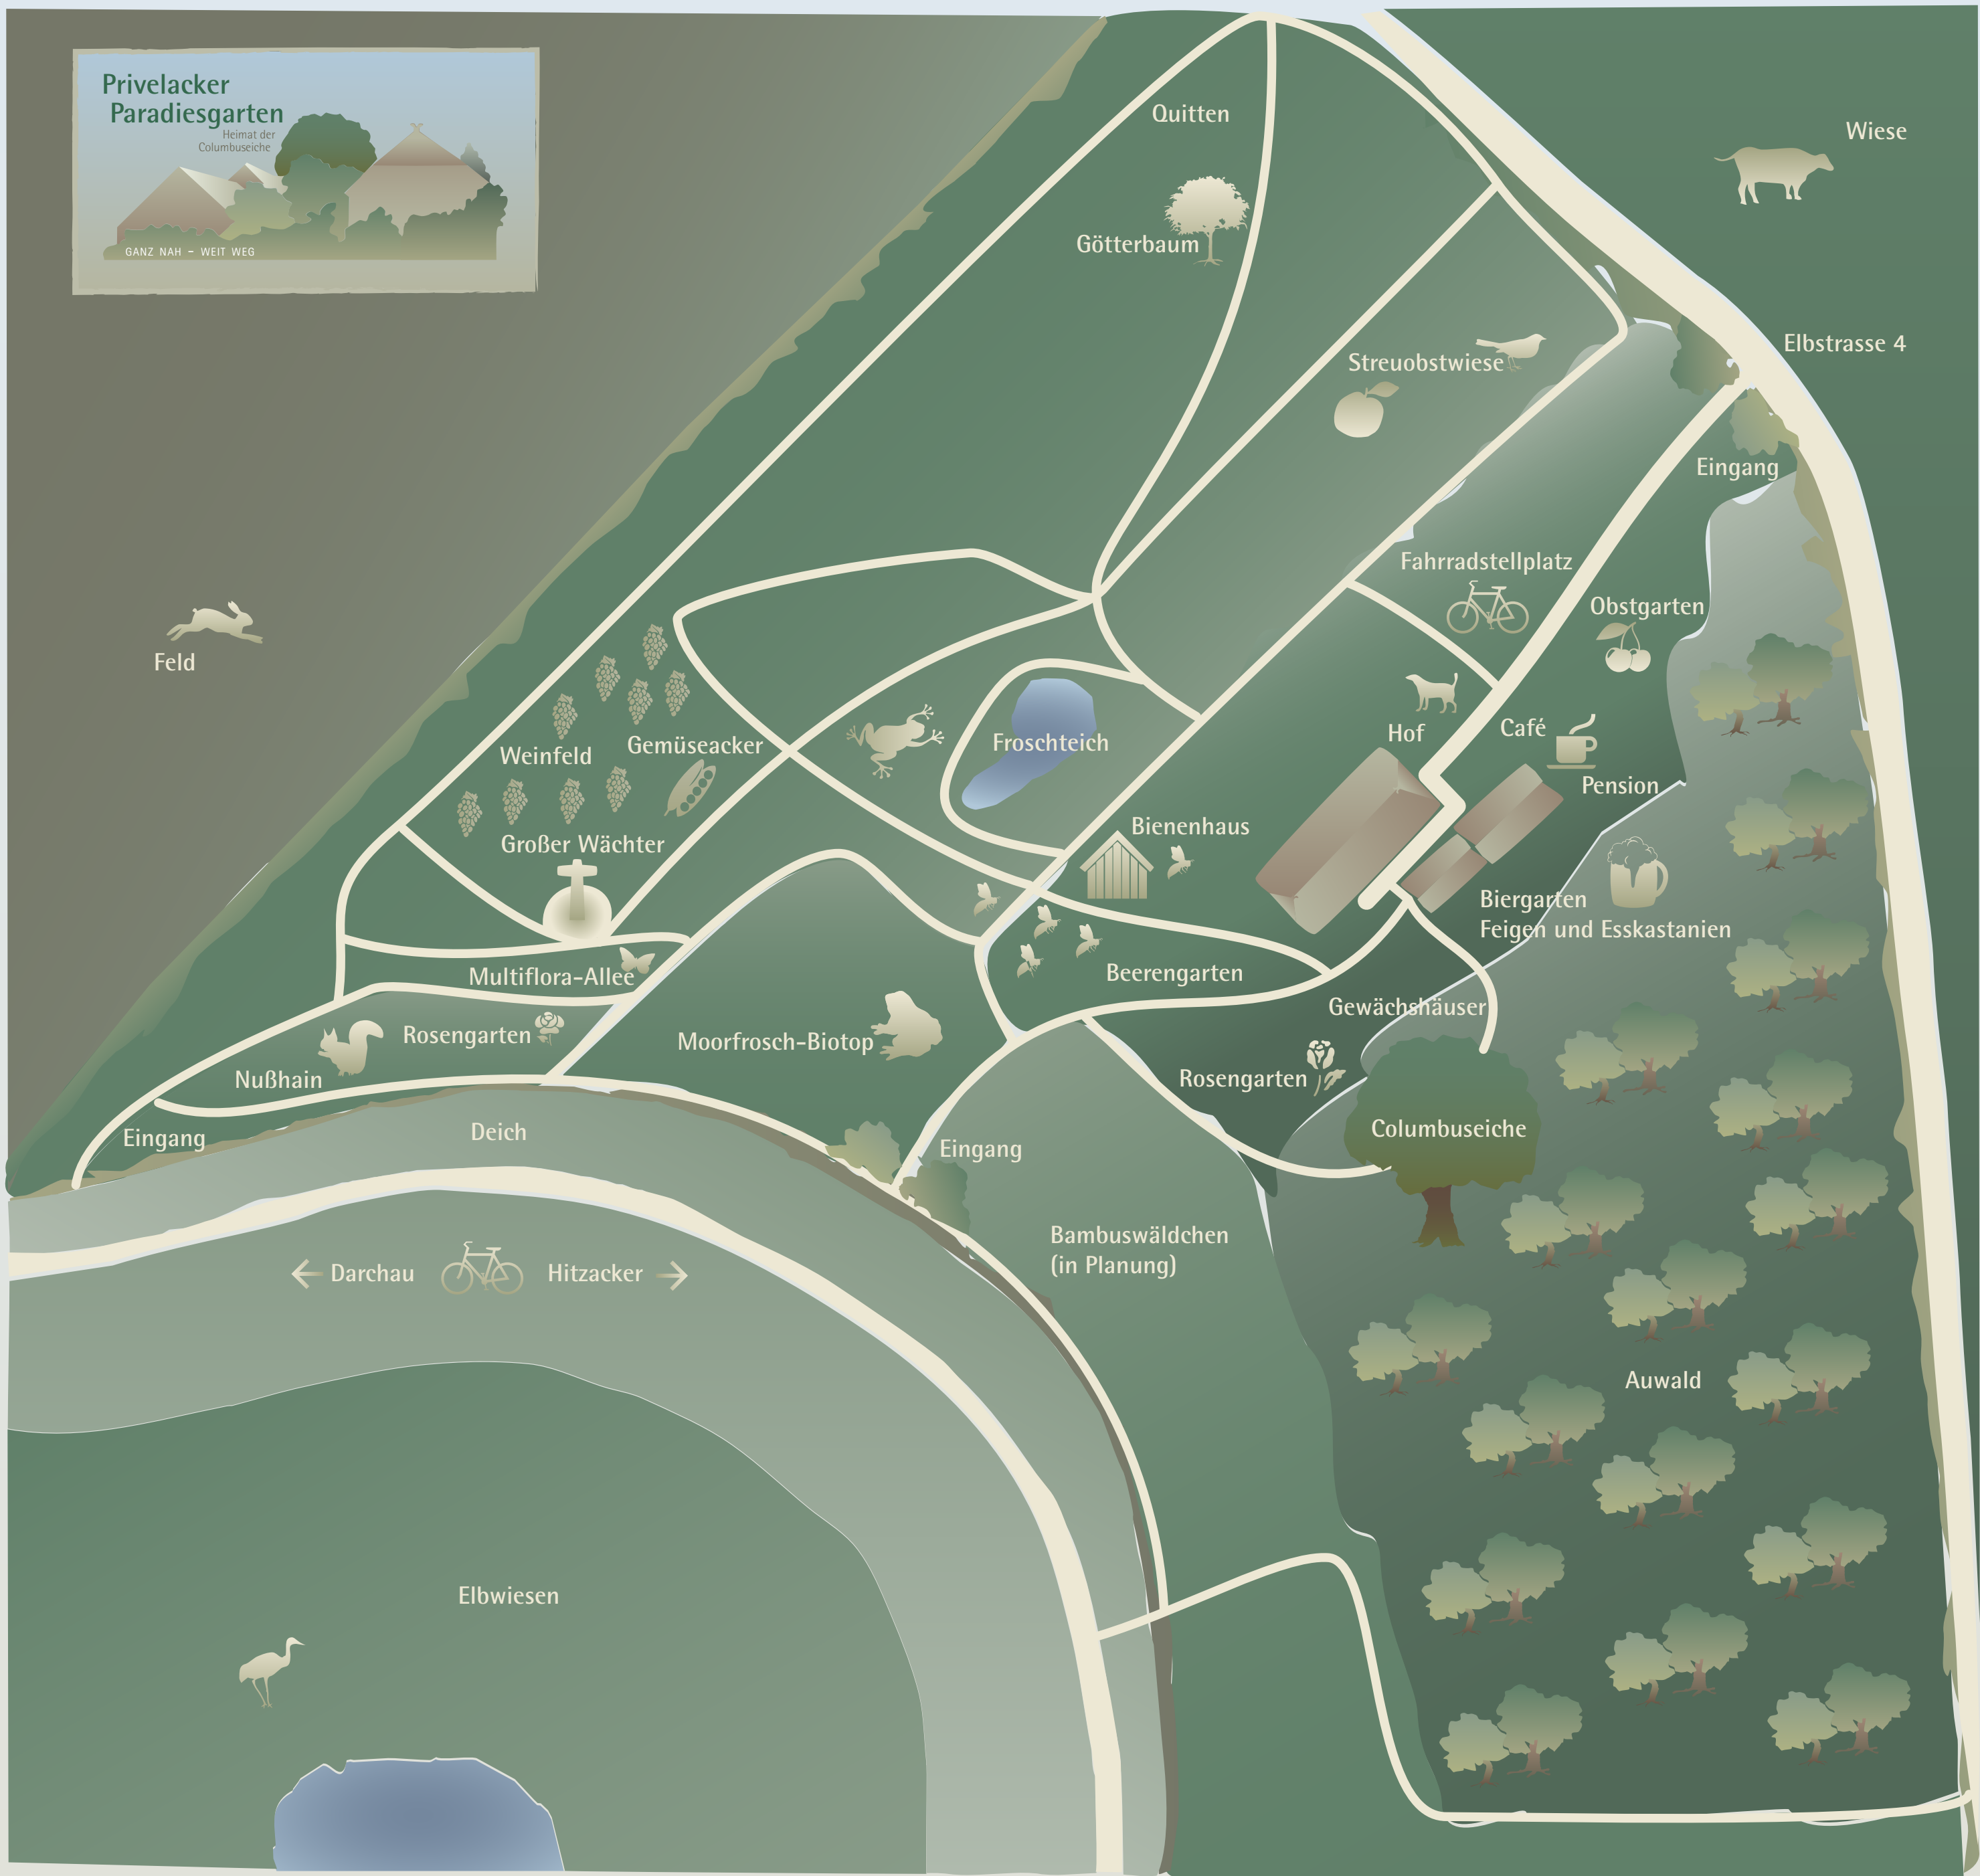 Privelacker
Paradiesgarten
Heimat der
Columbuseiche
GANZ NAH – WEIT WEG
Quitten
Wiese
Götterbaum
Elbstrasse 4
Streuobstwiese
Eingang
Fahrradstellplatz
Obstgarten
Feld
Hof
Café
Froschteich
Weinfeld
Gemüseacker
Pension
Bienenhaus
Großer Wächter
Biergarten
Feigen und Esskastanien
Multiflora-Allee
Beerengarten
Gewächshäuser
Rosengarten
Moorfrosch-Biotop
Nußhain
Rosengarten
Columbuseiche
Eingang
Deich
Eingang
Bambuswäldchen
(in Planung)
Darchau
Hitzacker
Auwald
Elbwiesen